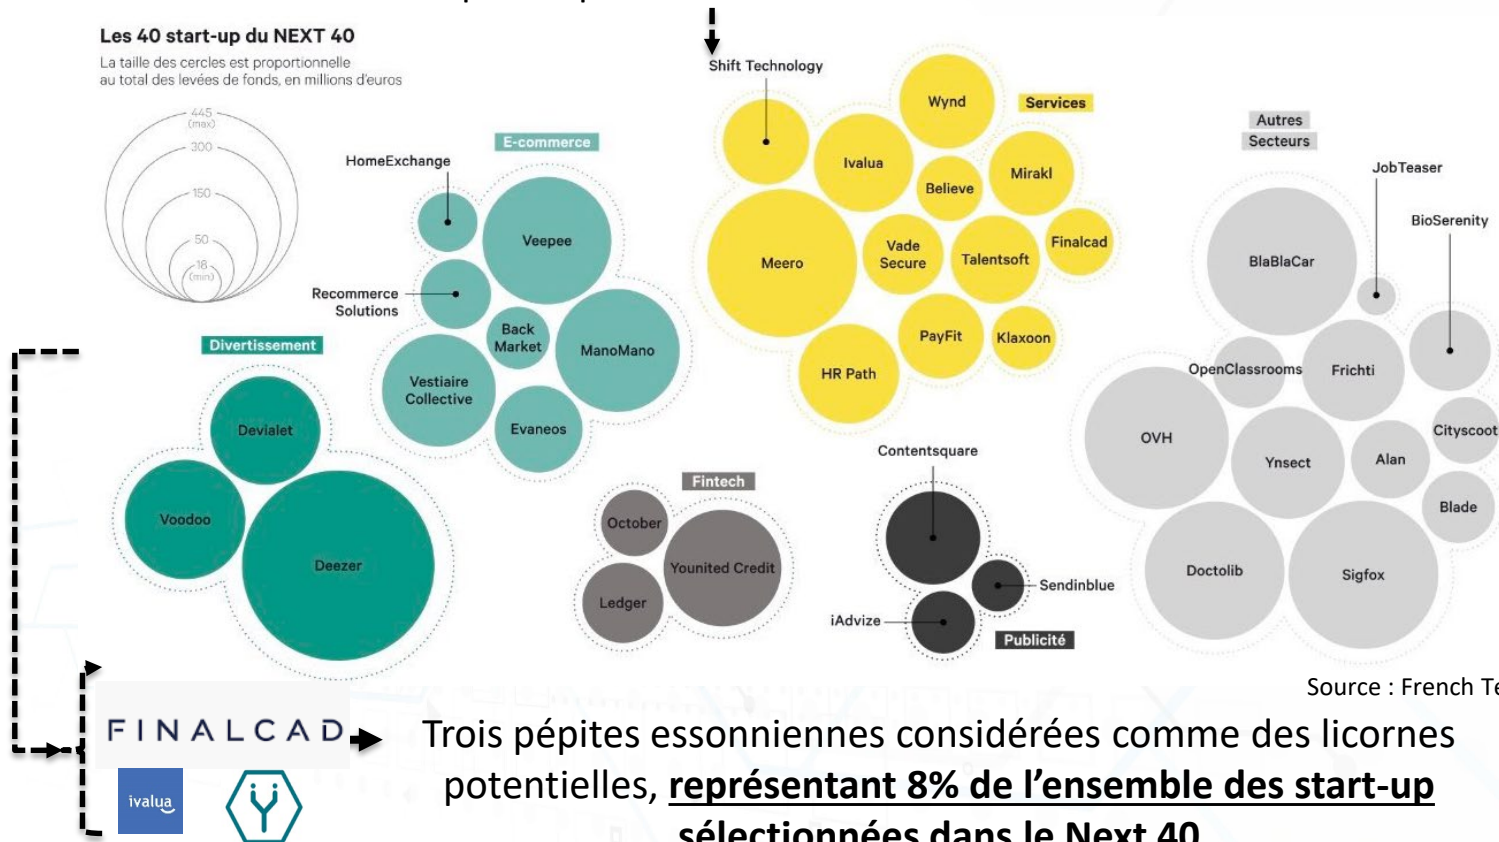 Les 40 start-up du NEXT 40
La taille des cercles est proportionnelle
au total des levées de fonds, en millions d'euros
445
(max)
300
150
50
18
(min)
E-commerce
HomeExchange
Veepee
Recommerce
Solutions
Back
Market
ManoMano
Vestiaire
Collective
Evaneos
Divertissement
Devialet
Voodoo
Deezer
Services
Shift Technology
Wynd
Ivalua
Believe
Mirakl
Meero
Vade
Secure
Talentsoft
Finalcad
PayFit
Klaxoon
HR Path
Fintech
October
Younited Credit
Ledger
Contentsquare
Sendinblue
iAdvize
Publicité
Autres
Secteurs
JobTeaser
BioSerenity
BlaBlaCar
OpenClassrooms
Frichti
OVH
Ynsect
Alan
Cityscoot
Blade
Doctolib
Sigfox
Source : French Te
FINALCAD
ivalua
Trois pépites essonniennes considérées comme des licornes
potentielles, représentant 8% de l’ensemble des start-up
sélectionnées dans le Next 40